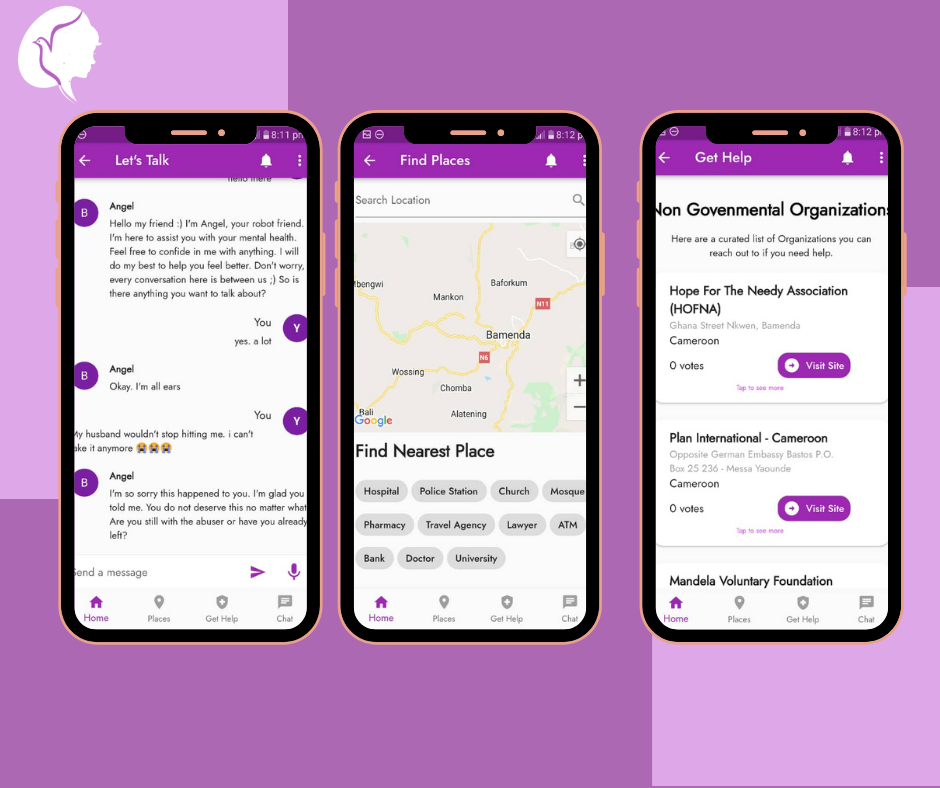 8:11 pm
Let's Talk
hello there
B
Angel
Hello my friend :) I'm Angel, your robot friend.
I'm here to assist you with your mental health.
Feel free to confide in me with anything. I will
do my best to help you feel better. Don't worry,
every conversation here is between us ;) So is
there anything you want to talk about?
You
Y
yes. a lot
B
Angel
Okay. I'm all ears
You
Y
My husband wouldn't stop hitting me. i can't
ake it anymore 😭😭😭
B
Angel
I'm so sorry this happened to you. I'm glad you
told me. You do not deserve this no matter what
Are you still with the abuser or have you already
left?
Send a message
Home Places Get Help Chat
8:12 p
Find Places
Search Location
Mbengwi
Baforkum
Mankon
N11
Bamenda
N6
Wossing
Chomba
Bali
Alatening
Google
Find Nearest Place
Hospital Police Station Church Mosque
Pharmacy Travel Agency Lawyer ATM
Bank Doctor University
Home Places Get Help Chat
8:12 p
Get Help
Non Govenmental Organizations
Here are a curated list of Organizations you can
reach out to if you need help.
Hope For The Needy Association
(HOFNA)
Ghana Street Nkwen, Bamenda
Cameroon
0 votes Visit Site
Tap to see more
Plan International - Cameroon
Opposite German Embassy Bastos P.O.
Box 25 236 - Messa Yaounde
Cameroon
0 votes Visit Site
Tap to see more
Mandela Voluntary Foundation
Home Places Get Help Chat